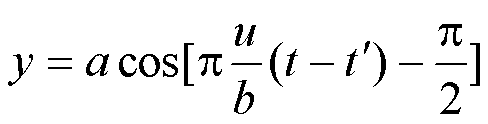 y = a cos[π u/b (t − t′) − π/2]